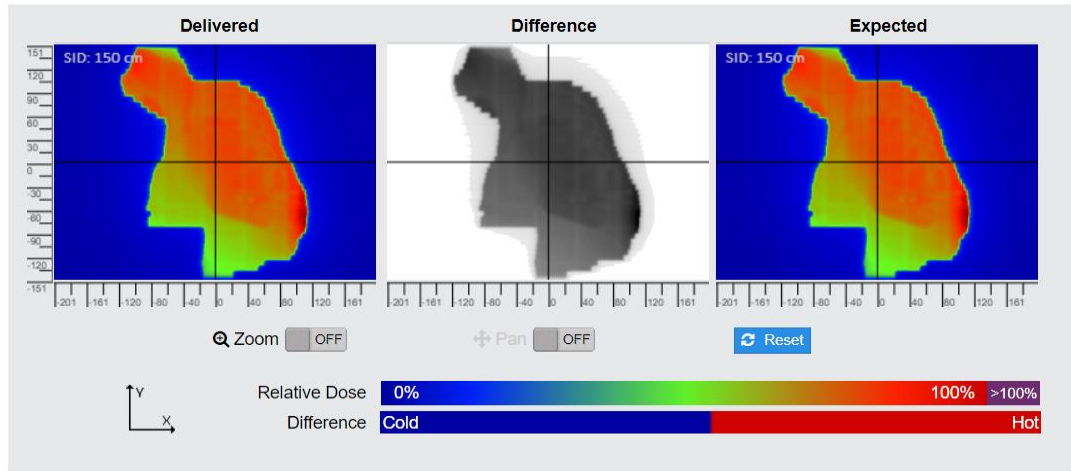 Delivered Difference Expected
SID: 150 cm SID: 150 cm
151
120
90
60
30
0
-30
-60
-90
-120
-151
-201 -161 -120 -80 -40 0 40 80 120 161 -201 -161 -120 -80 -40 0 40 80 120 161 -201 -161 -120 -80 -40 0 40 80 120 161
Zoom OFF Pan OFF Reset
Y
X
Relative Dose 0% 100% >100%
Difference Cold Hot